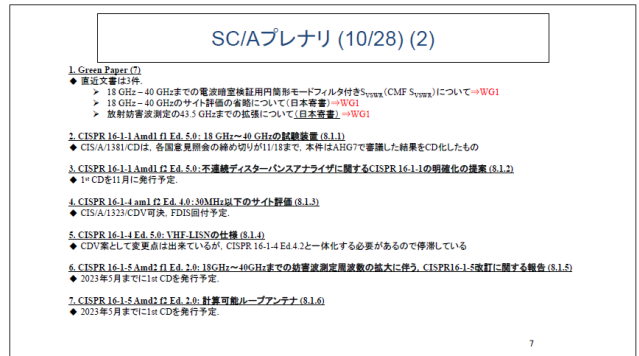 SC/Aプレナリ (10/28) (2)
1. Green Paper (7)
◆ 直近文書は3件.
➢ 18 GHz – 40 GHzまでの電波暗室検証用円筒形モードフィルタ付きSVSWR(CMF SVSWR)について⇒WG1
➢ 18 GHz – 40 GHzのサイト評価の省略について(日本寄書)⇒WG1
➢ 放射妨害波測定の43.5 GHzまでの拡張について(日本寄書) ⇒WG1
2. CISPR 16-1-1 Amd1 f1 Ed. 5.0: 18 GHz～40 GHzの試験装置 (8.1.1)
◆ CIS/A/1381/CDは, 各国意見照会の締め切りが11/18まで, 本件はAHG7で審議した結果をCD化したもの
3. CISPR 16-1-1 Amd1 f2 Ed. 5.0:不連続ディスターバンスアナライザに関するCISPR 16-1-1の明確化の提案 (8.1.2)
◆ 1st CDを11月に発行予定.
4. CISPR 16-1-4 am1 f2 Ed. 4.0:30MHz以下のサイト評価 (8.1.3)
◆ CIS/A/1323/CDV可決, FDIS回付予定.
5. CISPR 16-1-4 Ed. 5.0: VHF-LISNの仕様 (8.1.4)
◆ CDV案として変更点は出来ているが, CISPR 16-1-4 Ed.4.2と一体化する必要があるので停滞している
6. CISPR 16-1-5 Amd2 f1 Ed. 2.0: 18GHz～40GHzまでの妨害波測定周波数の拡大に伴う, CISPR16-1-5改訂に関する報告 (8.1.5)
◆ 2023年5月までに1st CDを発行予定.
7. CISPR 16-1-5 Amd2 f2 Ed. 2.0: 計算可能ループアンテナ (8.1.6)
◆ 2023年5月までに1st CDを発行予定.
7